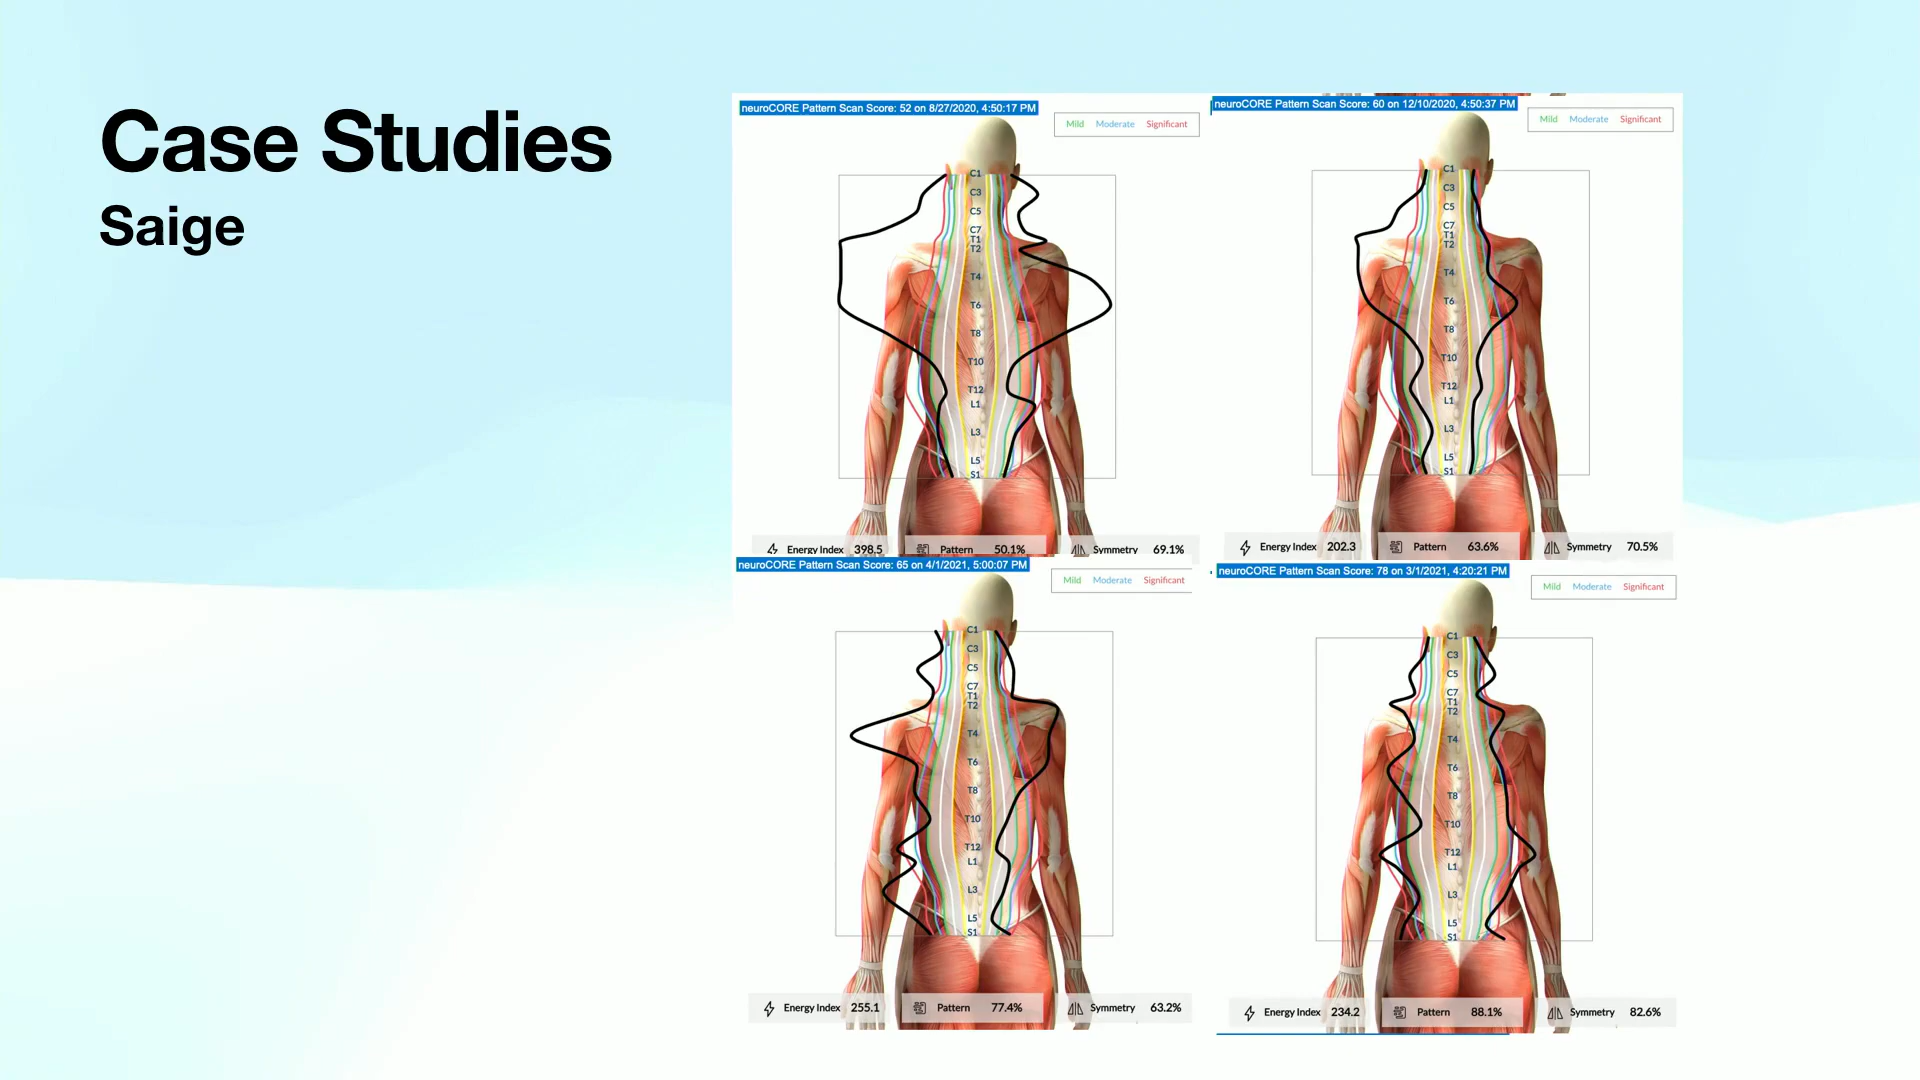 Case Studies
Saige
neuroCORE Pattern Scan Score: 52 on 8/27/2020, 4:50:17 PM
Mild Moderate Significant
C1
C3
C5
C7
T1
T2
T4
T6
T8
T10
T12
L1
L3
L5
S1
Energy Index 398.5 Pattern 50.1% Symmetry 69.1%
neuroCORE Pattern Scan Score: 60 on 12/10/2020, 4:50:37 PM
Mild Moderate Significant
C1
C3
C5
C7
T1
T2
T4
T6
T8
T10
T12
L1
L3
L5
S1
Energy Index 202.3 Pattern 63.6% Symmetry 70.5%
neuroCORE Pattern Scan Score: 65 on 4/1/2021, 5:00:07 PM
Mild Moderate Significant
C1
C3
C5
C7
T1
T2
T4
T6
T8
T10
T12
L1
L3
L5
S1
Energy Index 255.1 Pattern 77.4% Symmetry 63.2%
neuroCORE Pattern Scan Score: 78 on 3/1/2021, 4:20:21 PM
Mild Moderate Significant
C1
C3
C5
C7
T1
T2
T4
T6
T8
T10
T12
L1
L3
L5
S1
Energy Index 234.2 Pattern 88.1% Symmetry 82.6%